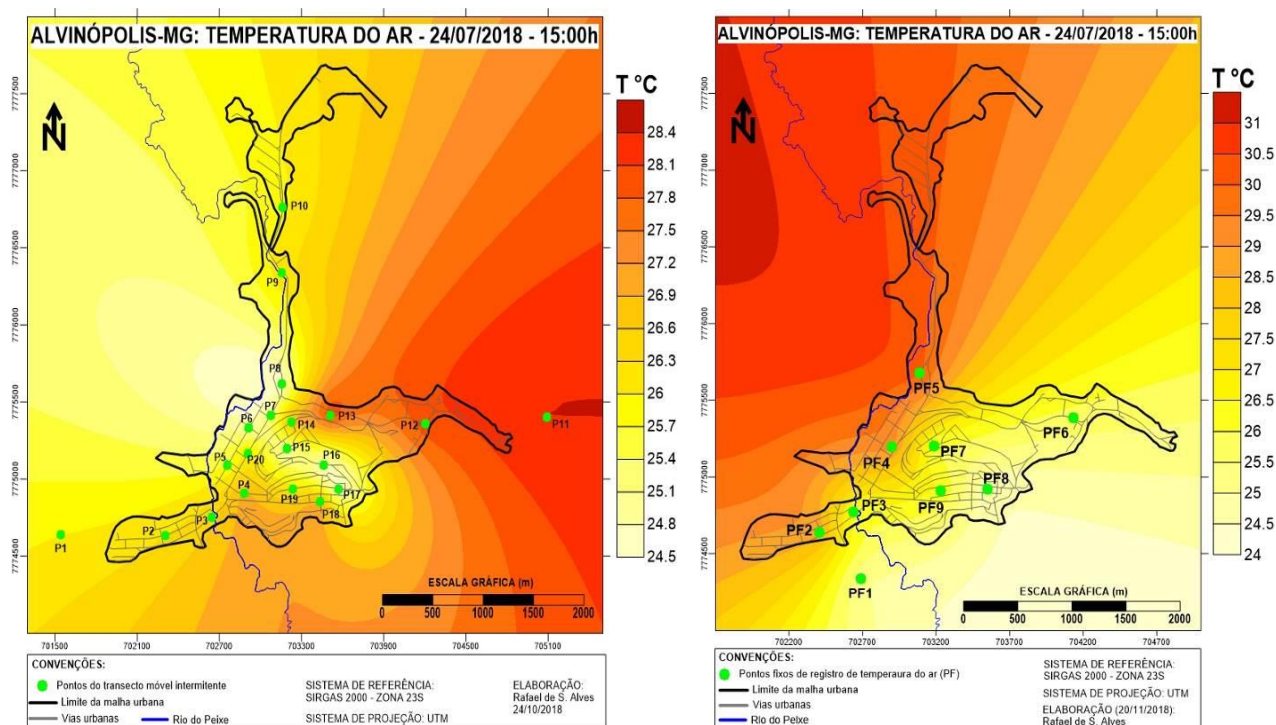 ALVINÓPOLIS-MG: TEMPERATURA DO AR - 24/07/2018 - 15:00h
T °C
28.4
28.1
27.8
27.5
27.2
26.9
26.6
26.3
26
25.7
25.4
25.1
24.8
24.5
7777500
7777000
7776500
7776000
7775500
7775000
7774500
N
P10
P9
P8
P7
P6
P14
P13
P12
P11
P15
P20
P5
P16
P4
P19
P17
P18
P3
P2
P1
ESCALA GRÁFICA (m)
0 500 1000 1500 2000
701500 702100 702700 703300 703900 704500 705100
CONVENÇÕES:
Pontos do transecto móvel intermitente
Limite da malha urbana
Vias urbanas
Rio do Peixe
SISTEMA DE REFERÊNCIA:
SIRGAS 2000 - ZONA 23S
SISTEMA DE PROJEÇÃO: UTM
ELABORAÇÃO:
Rafael de S. Alves
24/10/2018
ALVINÓPOLIS-MG: TEMPERATURA DO AR - 24/07/2018 - 15:00h
T °C
31
30.5
30
29.5
29
28.5
28
27.5
27
26.5
26
25.5
25
24
7777500
7777000
7776500
7776000
7775500
7775000
7774500
N
PF5
PF6
PF4
PF7
PF8
PF9
PF3
PF2
PF1
ESCALA GRÁFICA (m)
0 500 1000 1500 2000
702200 702700 703200 703700 704200 704700
CONVENÇÕES:
Pontos fixos de registro de temperaura do ar (PF)
Limite da malha urbana
Vias urbanas
Rio do Peixe
SISTEMA DE REFERÊNCIA:
SIRGAS 2000 - ZONA 23S
SISTEMA DE PROJEÇÃO: UTM
ELABORAÇÃO (20/11/2018):
Rafael de S. Alves